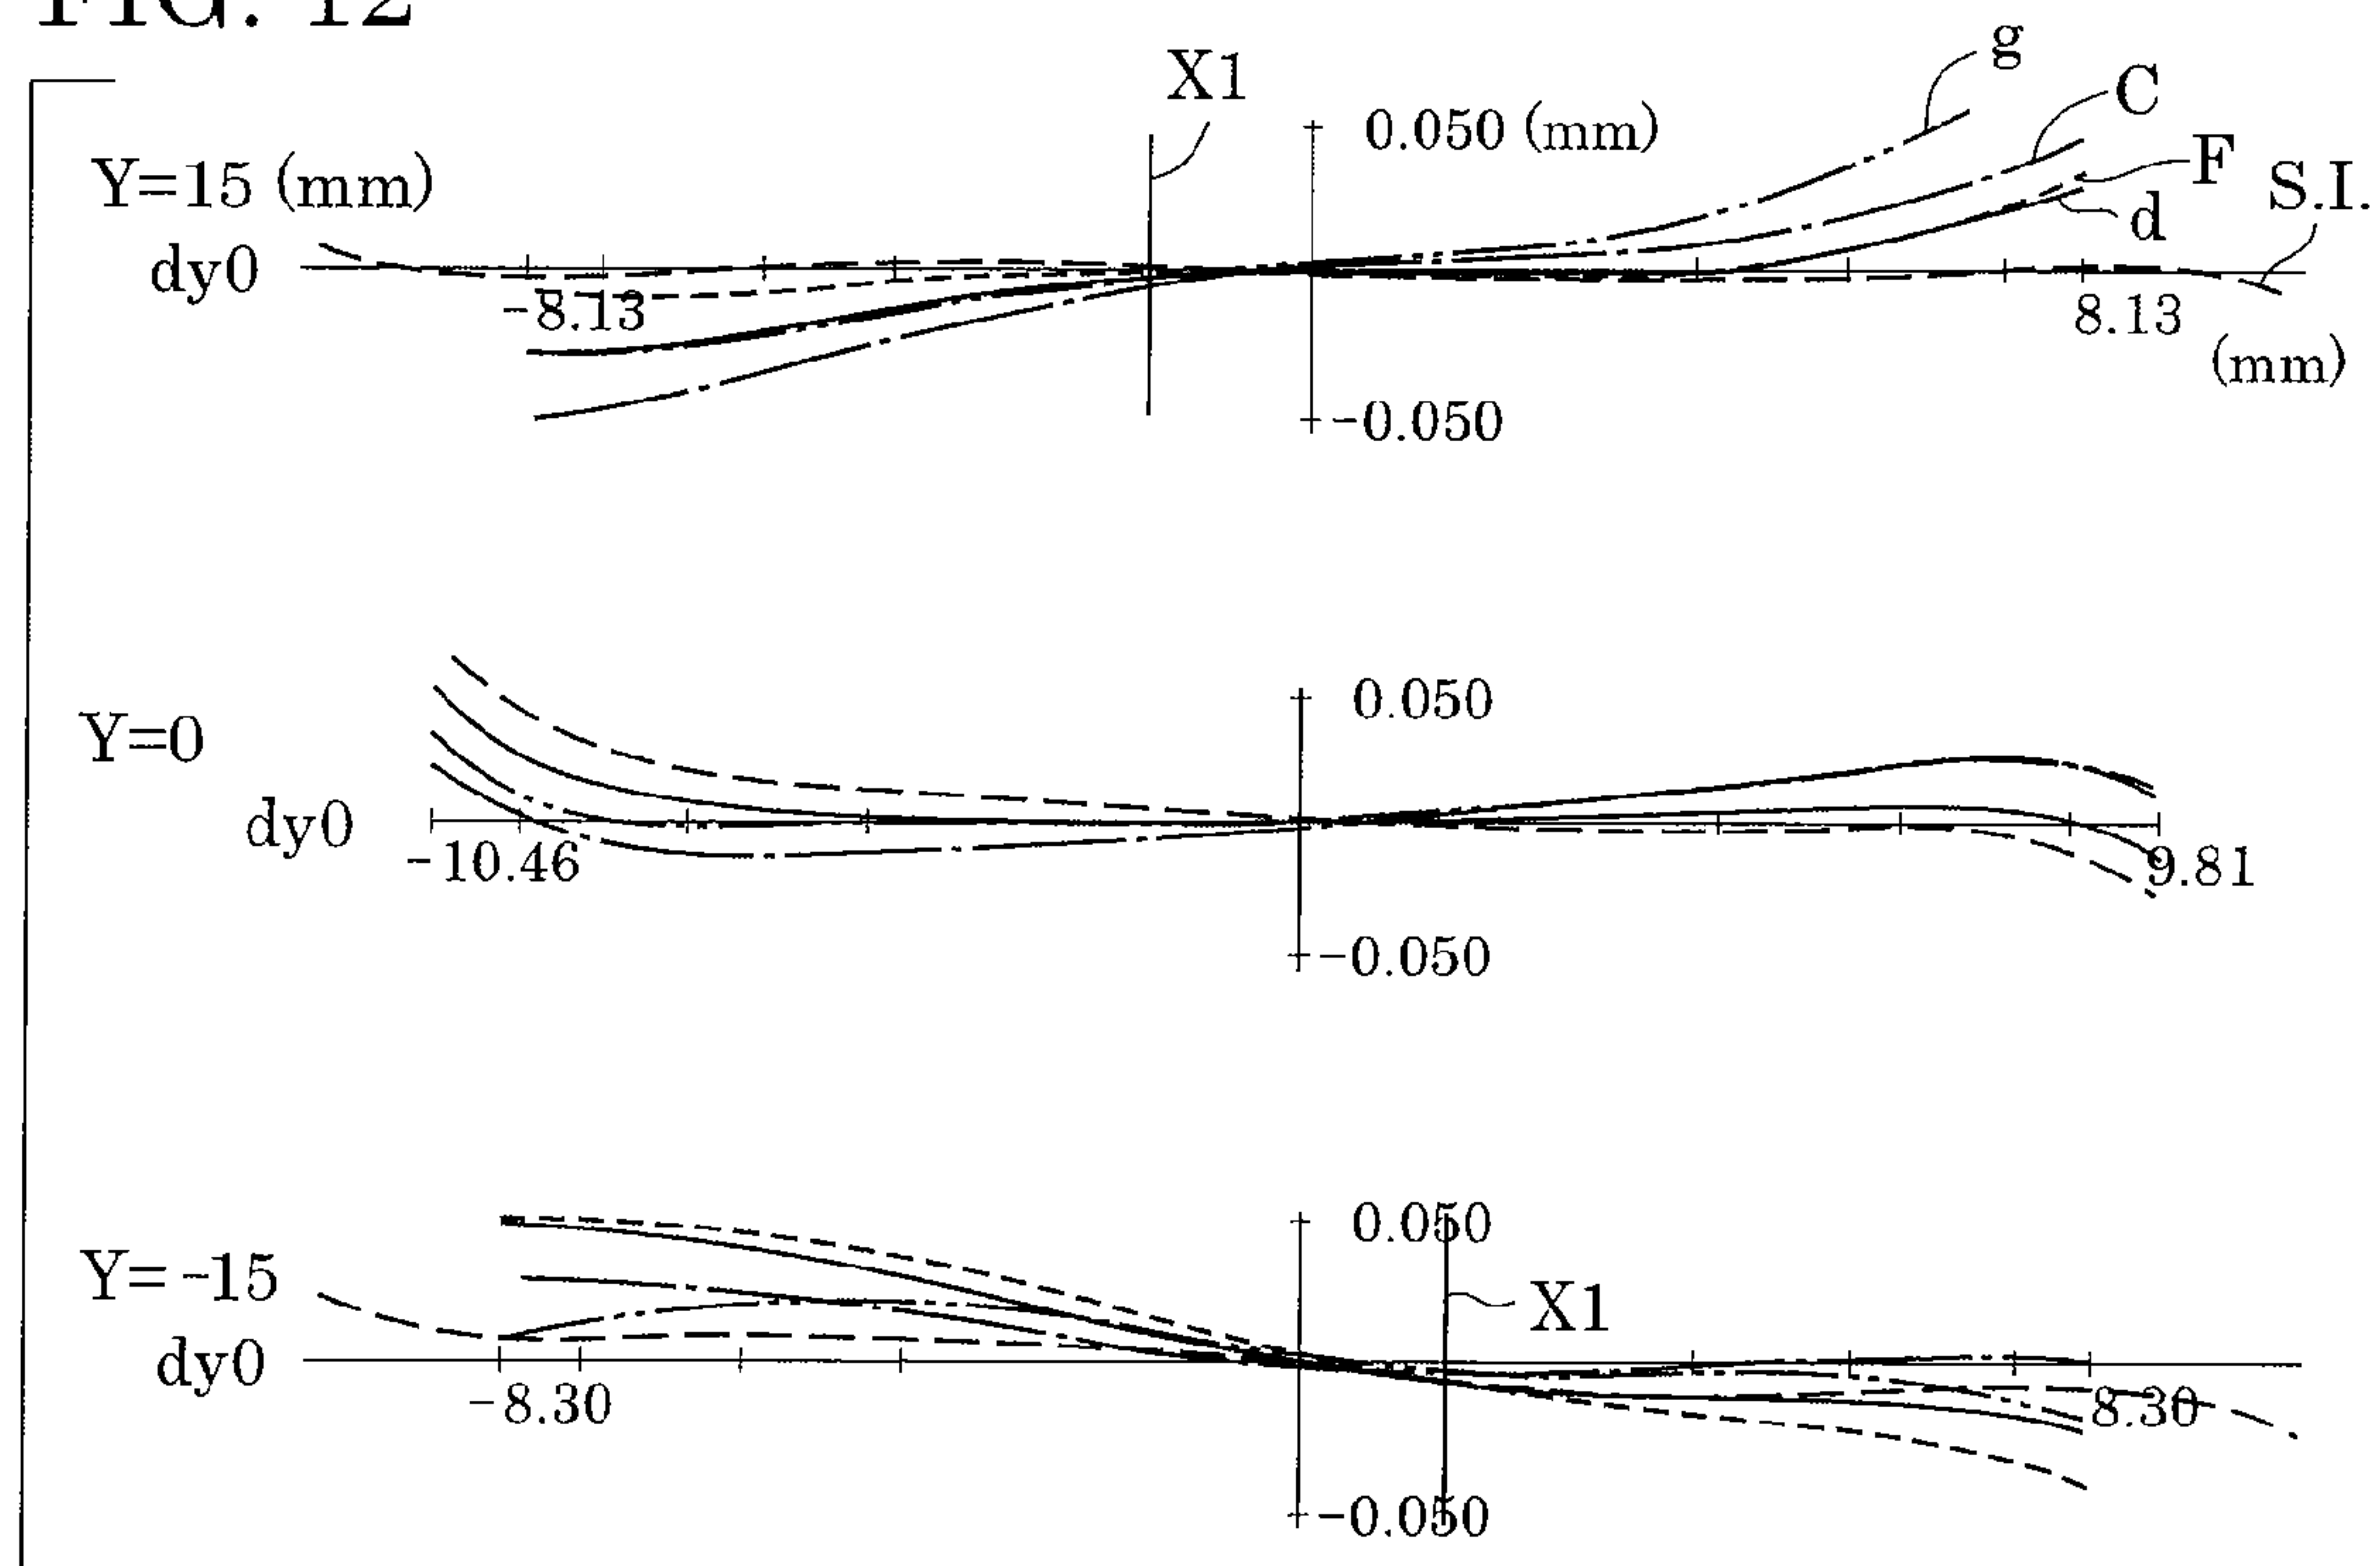 FIG. 12
g
X1
C
0.050 (mm)
F
Y=15 (mm)
S.I.
d
dy0
-8.13
8.13
(mm)
-0.050
0.050
Y=0
dy0
-10.46
9.81
-0.050
0.050
Y=-15
X1
dy0
-8.30
8.30
-0.050